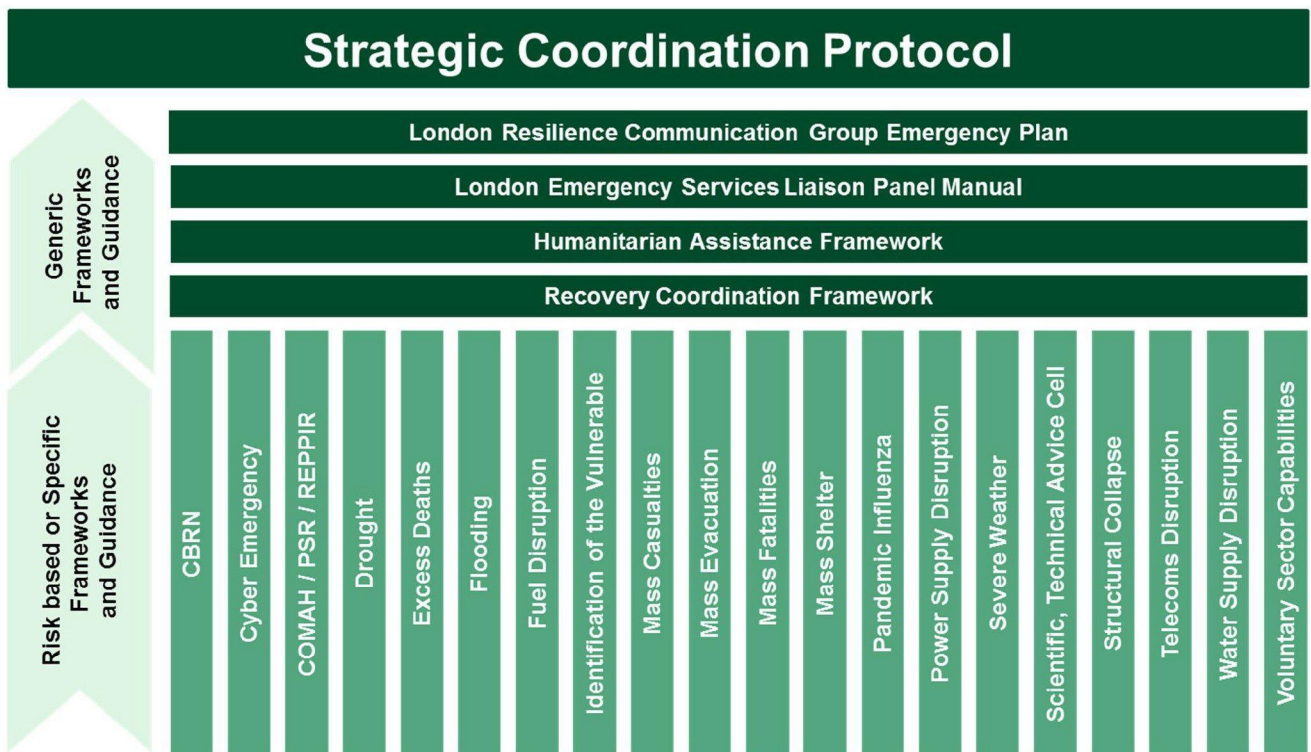 Strategic Coordination Protocol
Generic
Frameworks
and Guidance
London Resilience Communication Group Emergency Plan
London Emergency Services Liaison Panel Manual
Humanitarian Assistance Framework
Recovery Coordination Framework
Risk based or Specific
Frameworks
and Guidance
CBRN
Cyber Emergency
COMAH / PSR / REPPIR
Drought
Excess Deaths
Flooding
Fuel Disruption
Identification of the Vulnerable
Mass Casualties
Mass Evacuation
Mass Fatalities
Mass Shelter
Pandemic Influenza
Power Supply Disruption
Severe Weather
Scientific, Technical Advice Cell
Structural Collapse
Telecoms Disruption
Water Supply Disruption
Voluntary Sector Capabilities